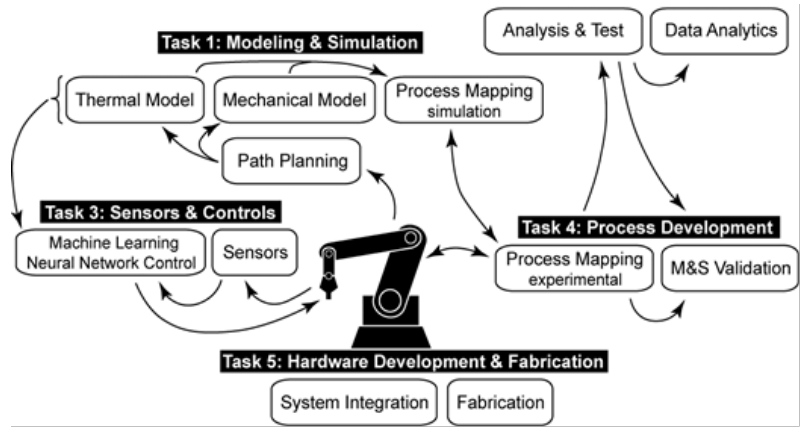 Task 1: Modeling & Simulation
Analysis & Test
Data Analytics
Thermal Model
Mechanical Model
Process Mapping
simulation
Path Planning
Task 3: Sensors & Controls
Machine Learning
Neural Network Control
Sensors
Task 4: Process Development
Process Mapping
experimental
M&S Validation
Task 5: Hardware Development & Fabrication
System Integration
Fabrication